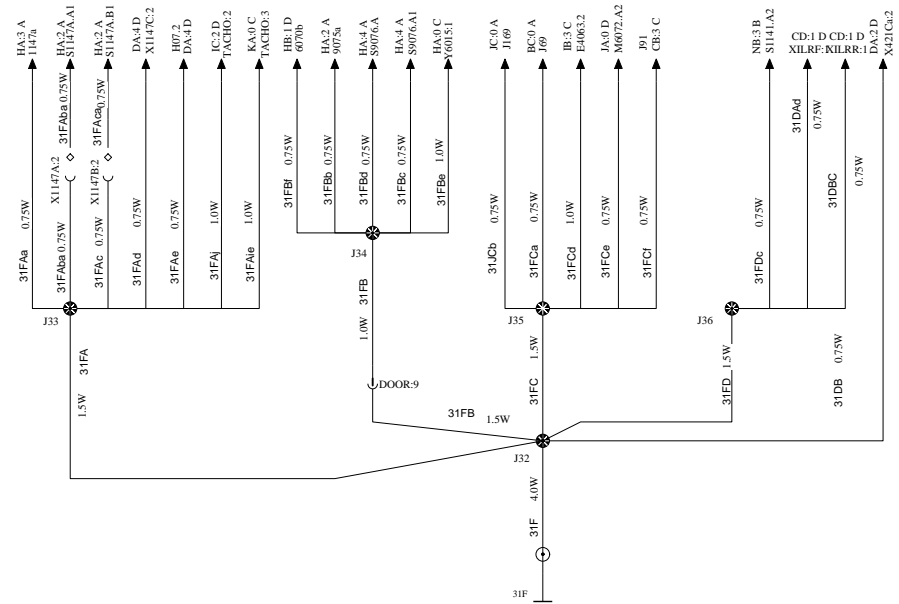 HA:3 A
1147a
HA:2 A
S1147A.A1
HA:2 A
S1147A.B1
DA:4 D
X1147C:2
H07.2
DA:4 D
IC:2 D
TACHO:2
KA:0 C
TACHO:3
HB:1 D
6070b
HA:2 A
9075a
HA:4 A
S9076.A
HA:4 A
S9076.A1
HA:0 C
Y6015:1
JC:0 A
J169
BC:0 A
J69
IB:3 C
E4063.2
JA:0 D
M6072.A2
J91
CB:3 C
NB:3 B
S1141.A2
CD:1 D CD:1 D
XILRF: XILRR:1
DA:2 D
X421Ca:2
31FAba 0.75W
31FAca 0.75W
X1147A:2
X1147B:2
31FAa 0.75W
31FAba 0.75W
31FAc 0.75W
31FAd 0.75W
31FAe 0.75W
31FAj 1.0W
31FAie 1.0W
31FBf 0.75W
31FBb 0.75W
31FBd 0.75W
31FBc 0.75W
31FBe 1.0W
31JCb 0.75W
31FCa 0.75W
31FCd 1.0W
31FCe 0.75W
31FCf 0.75W
31FDc 0.75W
31DAd 0.75W
31DBC 0.75W
J33
J34
J35
J36
31FA 1.5W
31FB 1.0W
DOOR:9
31FB 1.5W
31FC 1.5W
31FD 1.5W
31DB 0.75W
J32
31F 4.0W
31F